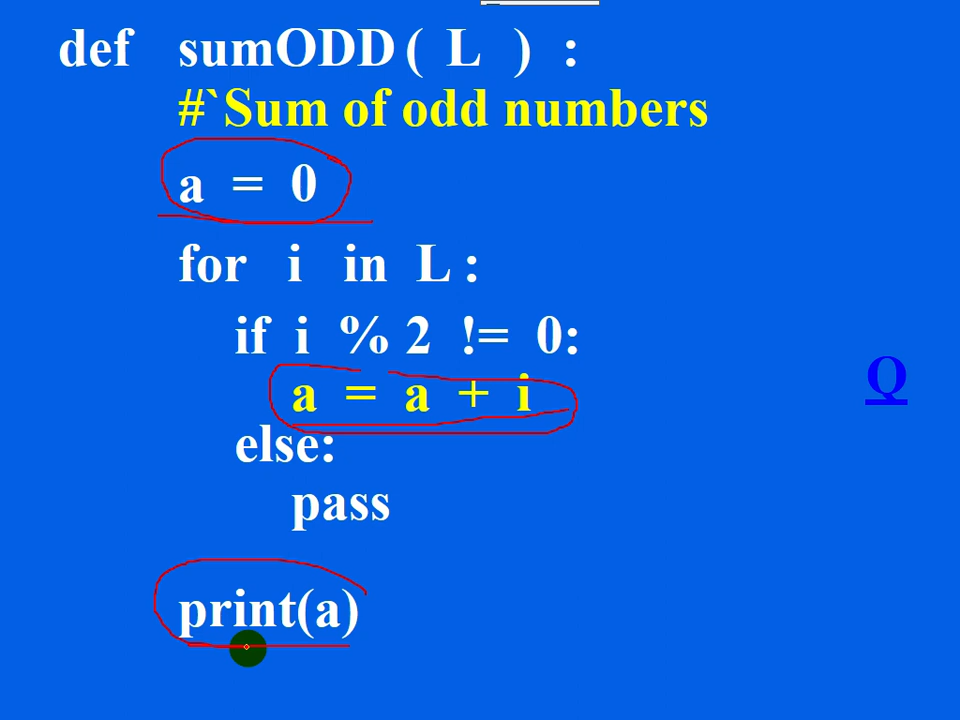 def sumODD ( L ) :
#`Sum of odd numbers
a = 0
for i in L :
if i % 2 != 0:
a = a + i
else:
pass
print(a)
Q